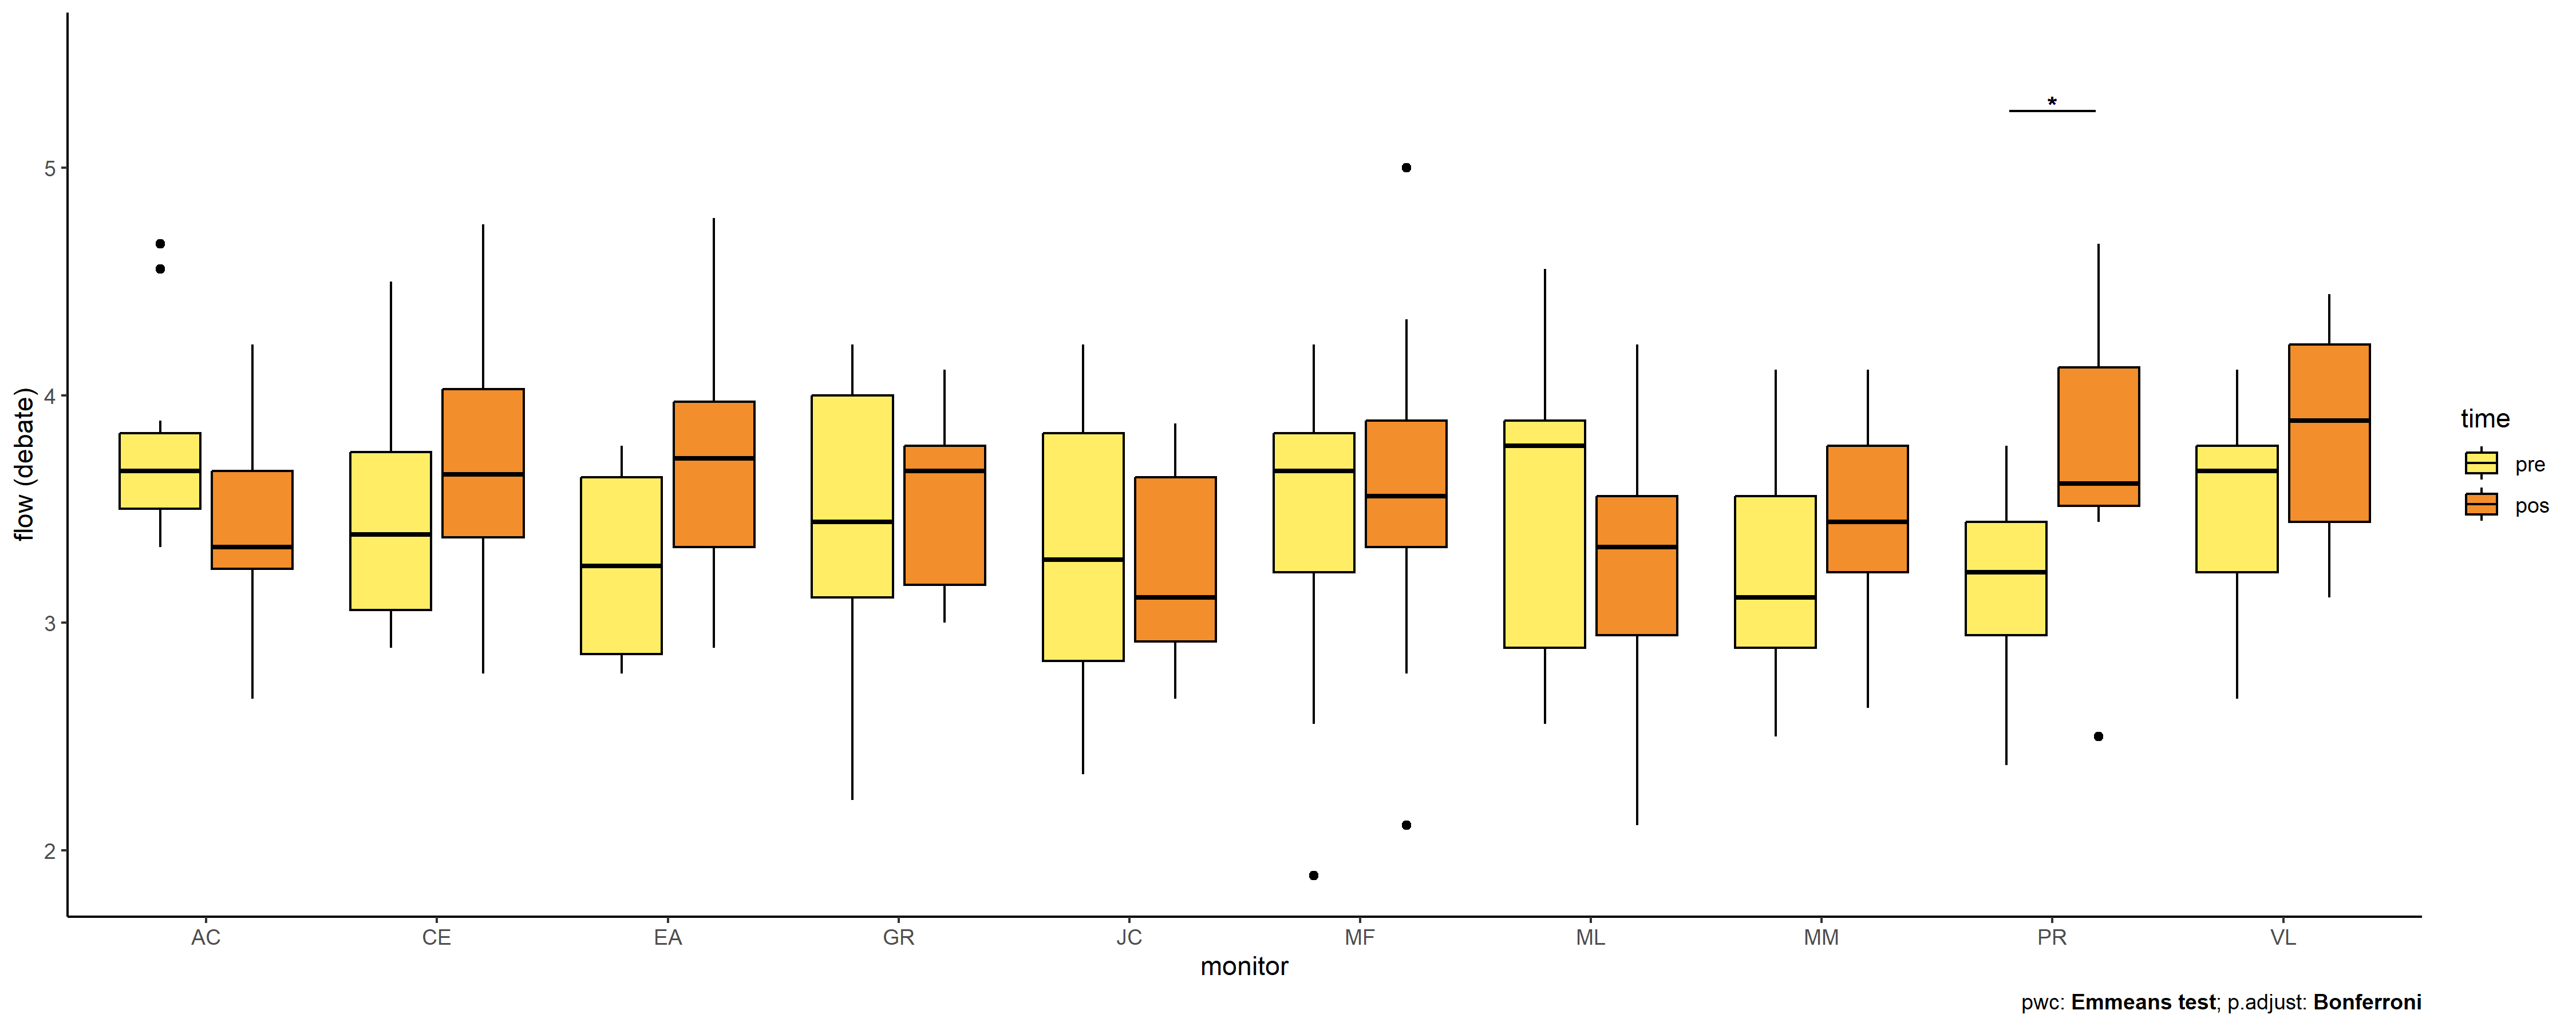 *
5
4
3
2
flow (debate)
AC CE EA GR JC MF ML MM PR VL
monitor
time
pre
pos
pwc: Emmeans test; p.adjust: Bonferroni